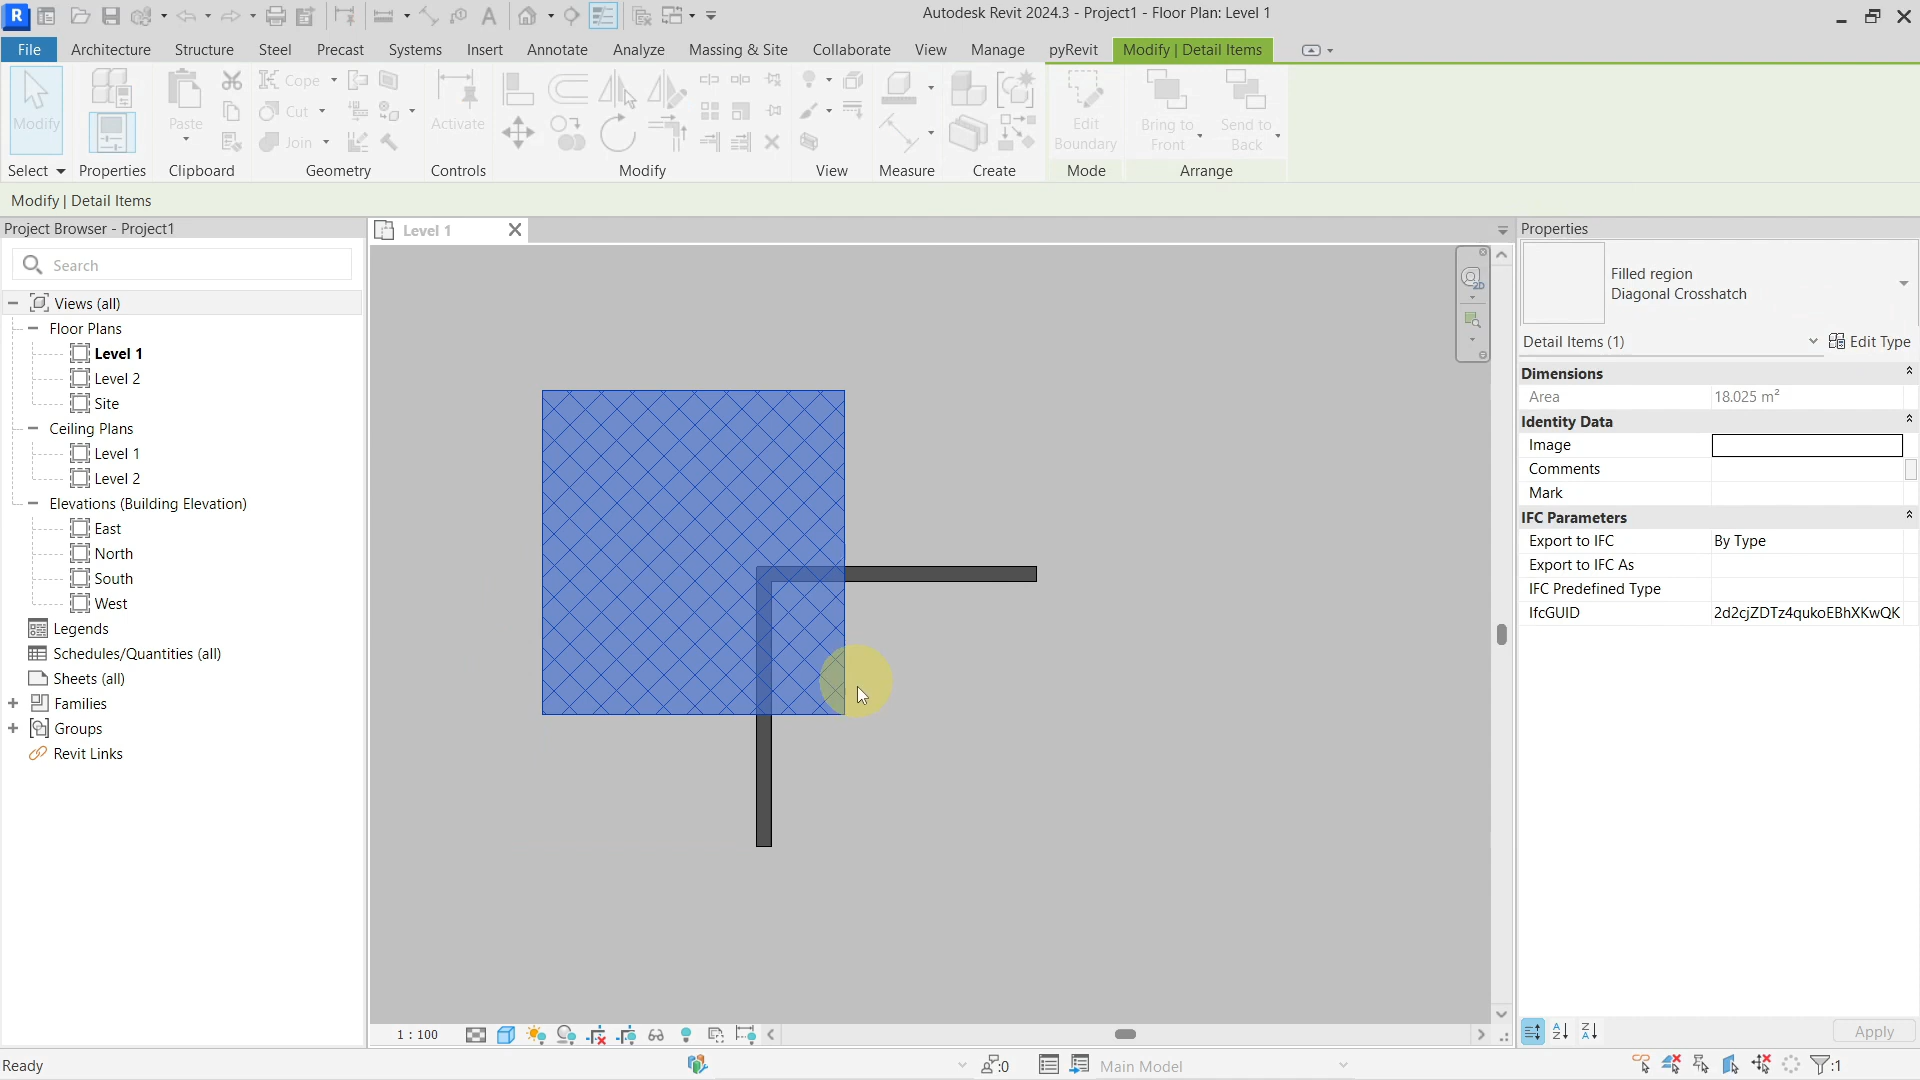 Autodesk Revit 2024.3 - Project1 - Floor Plan: Level 1
File Architecture Structure Steel Precast Systems Insert Annotate Analyze Massing & Site Collaborate View Manage pyRevit Modify | Detail Items
Modify Paste Cope Cut Join Activate Edit Boundary Bring to Front Send to Back
Select Properties Clipboard Geometry Controls Modify View Measure Create Mode Arrange
Modify | Detail Items
Project Browser - Project1
Search
Views (all)
Floor Plans
Level 1
Level 2
Site
Ceiling Plans
Level 1
Level 2
Elevations (Building Elevation)
East
North
South
West
Legends
Schedules/Quantities (all)
Sheets (all)
Families
Groups
Revit Links
Level 1
2D
Properties
Filled region
Diagonal Crosshatch
Detail Items (1) Edit Type
Dimensions
Area 18.025 m²
Identity Data
Image
Comments
Mark
IFC Parameters
Export to IFC By Type
Export to IFC As
IFC Predefined Type
IfcGUID 2d2cjZDTz4qukoEBhXKwQK
Apply
1 : 100
Ready :0 Main Model :1